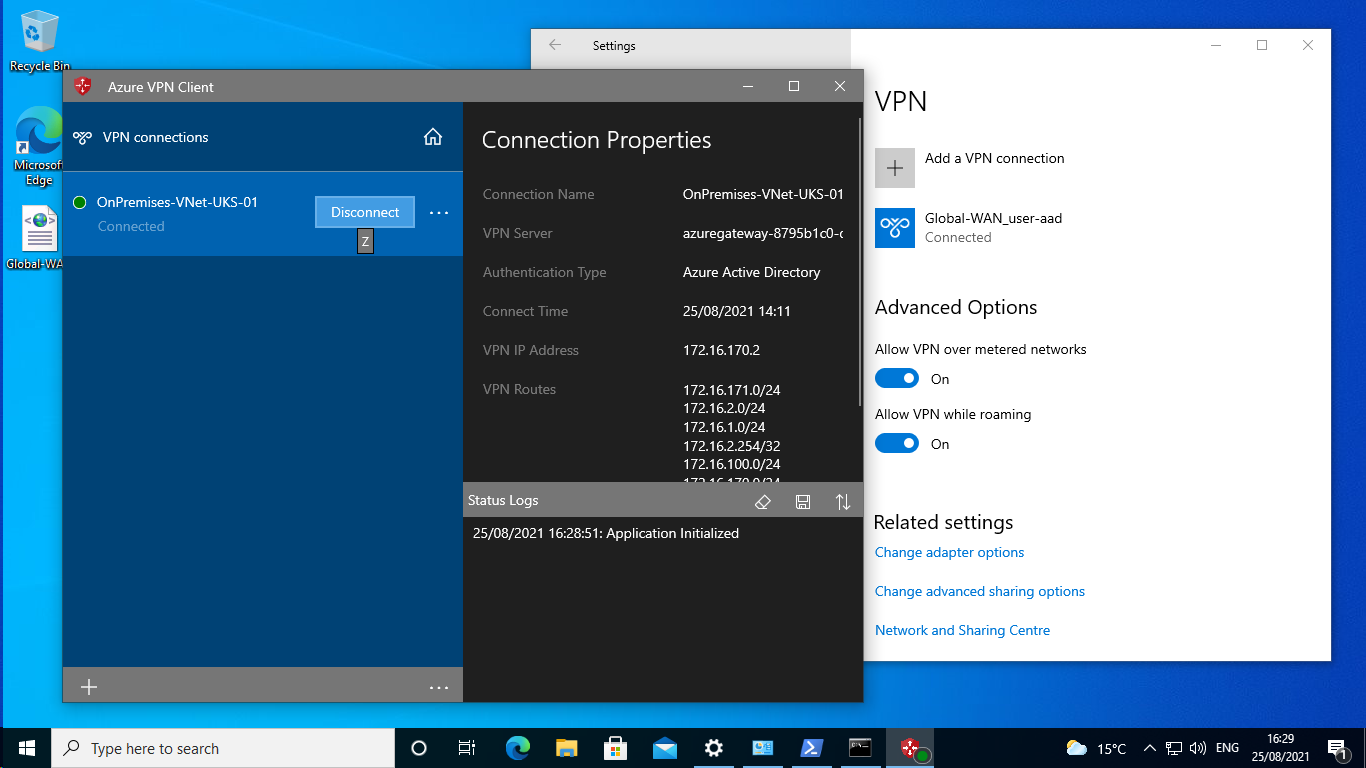 Recycle Bin
Microsof
Edge
Global-WA
Settings
VPN
Add a VPN connection
Global-WAN_user-aad
Connected
Advanced Options
Allow VPN over metered networks
On
Allow VPN while roaming
On
Related settings
Change adapter options
Change advanced sharing options
Network and Sharing Centre
Azure VPN Client
VPN connections
OnPremises-VNet-UKS-01
Connected
Disconnect
Z
Connection Properties
Connection Name OnPremises-VNet-UKS-01
VPN Server azuregateway-8795b1c0-c
Authentication Type Azure Active Directory
Connect Time 25/08/2021 14:11
VPN IP Address 172.16.170.2
VPN Routes 172.16.171.0/24
172.16.2.0/24
172.16.1.0/24
172.16.2.254/32
172.16.100.0/24
Status Logs
25/08/2021 16:28:51: Application Initialized
Type here to search
15°C
ENG
16:29
25/08/2021
1